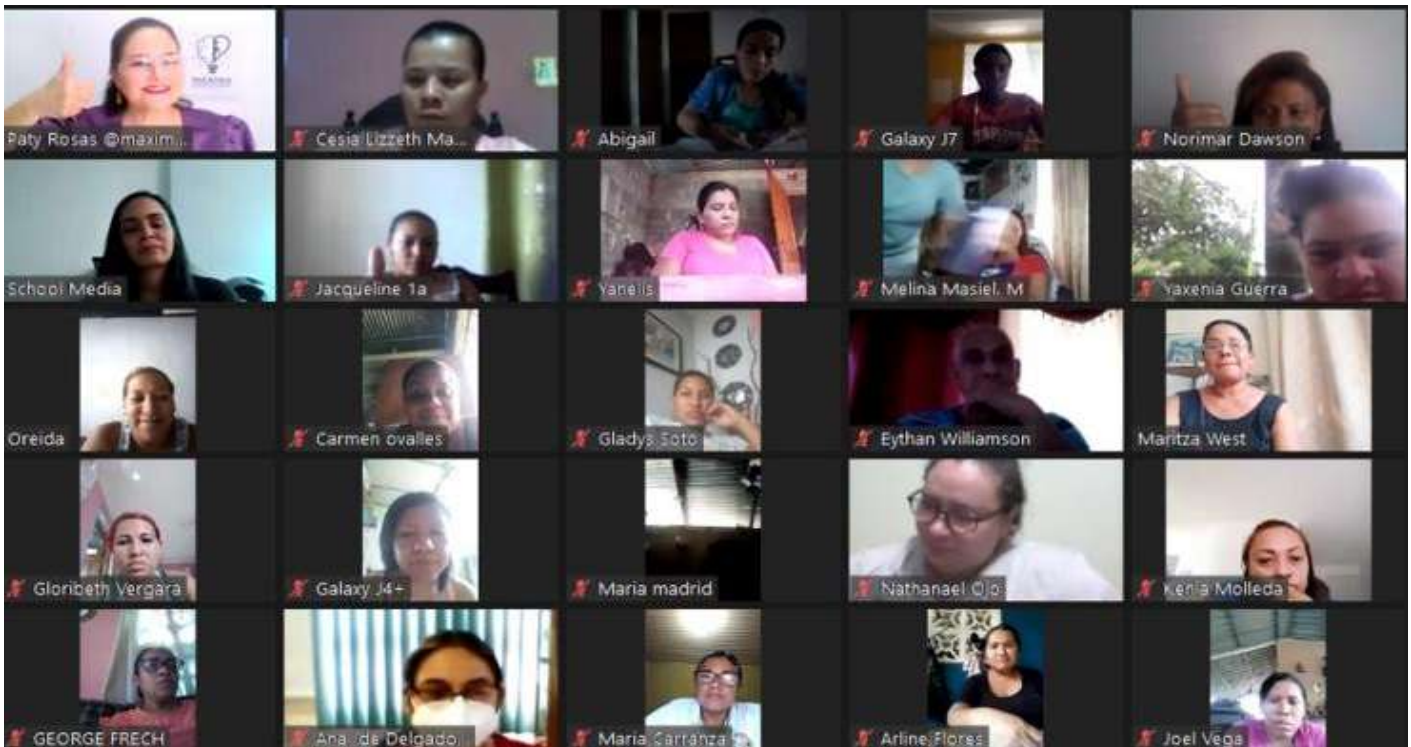 Paty Rosas @maxim...
Cesia Lizzeth Ma...
Abigail
Galaxy J7
Norimar Dawson
School Media
Jacqueline 1a
Yanelis
Melina Masiel. M
Yaxenia Guerra
Oreida
Carmen ovalles
Gladys Soto
Eythan Williamson
Maritza West
Gloribeth Vergara
Galaxy J4+
Maria madrid
Nathanael Ojo
Kenia Molleda
GEORGE FRECH
Ana de Delgado...
Maria Carranza
Arline Flores
Joel Vega